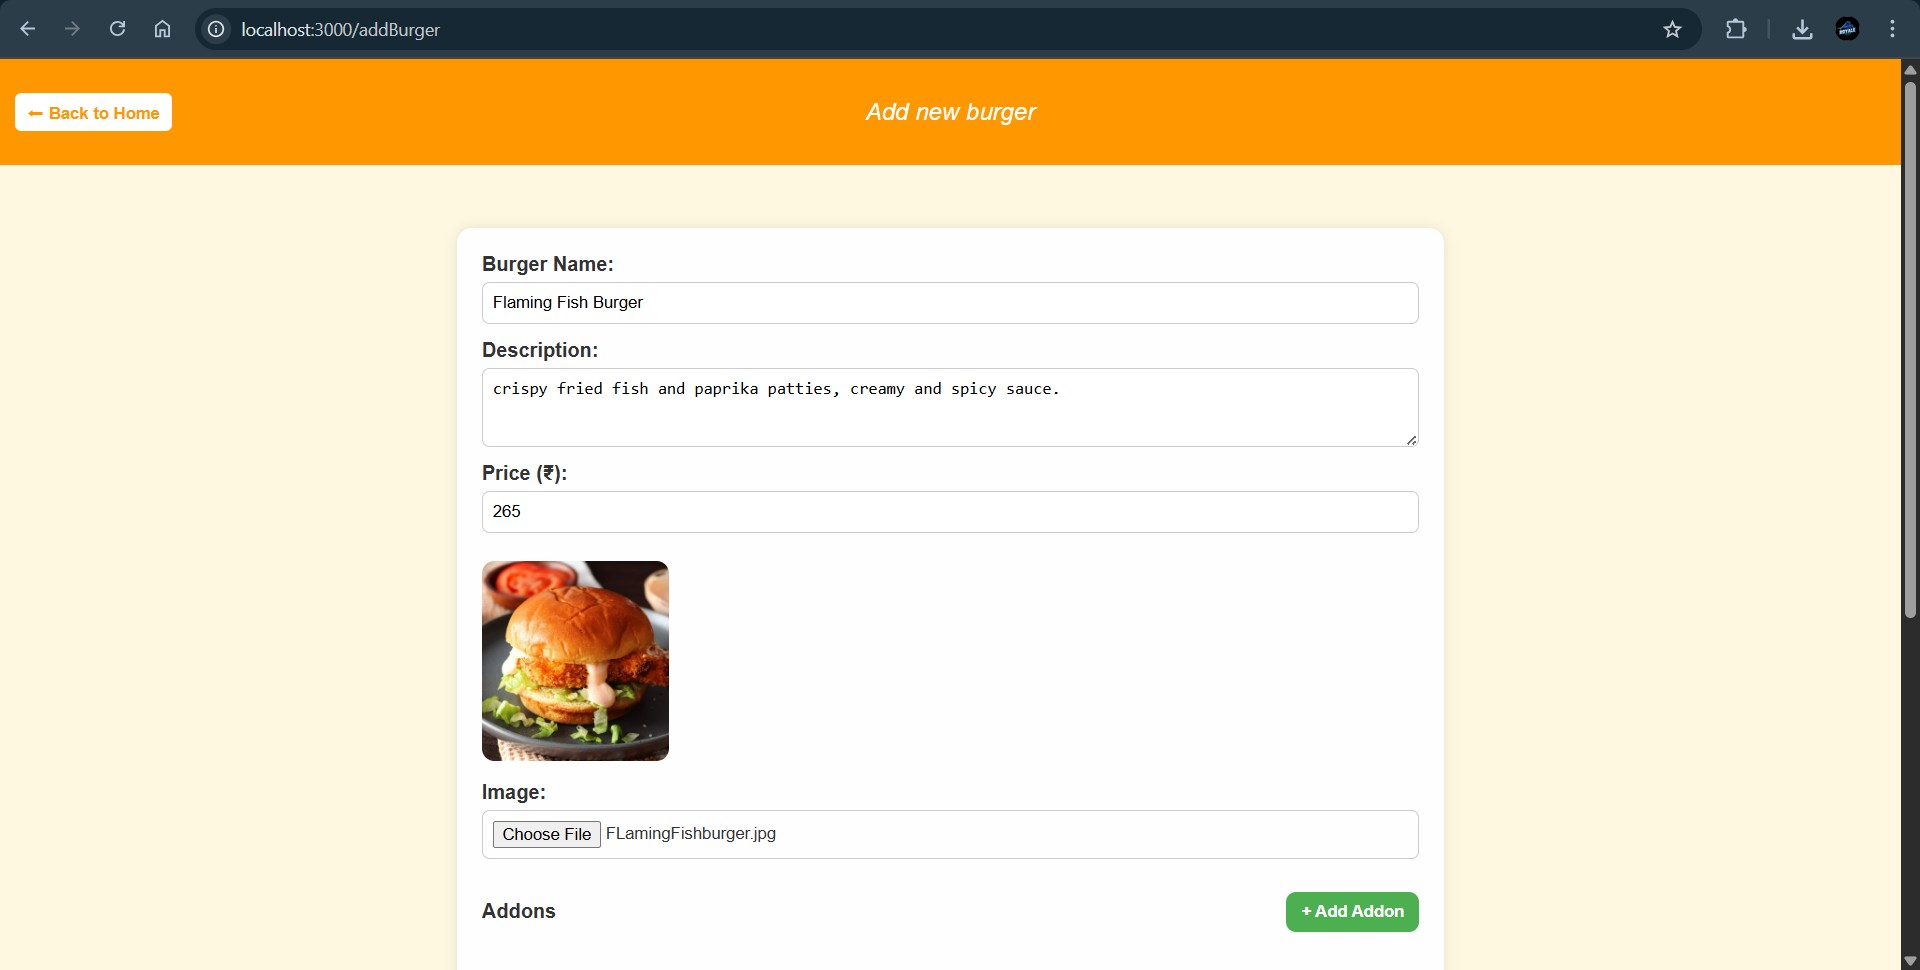 localhost:3000/addBurger
← Back to Home
Add new burger
Burger Name:
Flaming Fish Burger
Description:
crispy fried fish and paprika patties, creamy and spicy sauce.
Price (₹):
265
Image:
Choose File FLamingFishburger.jpg
Addons
+ Add Addon